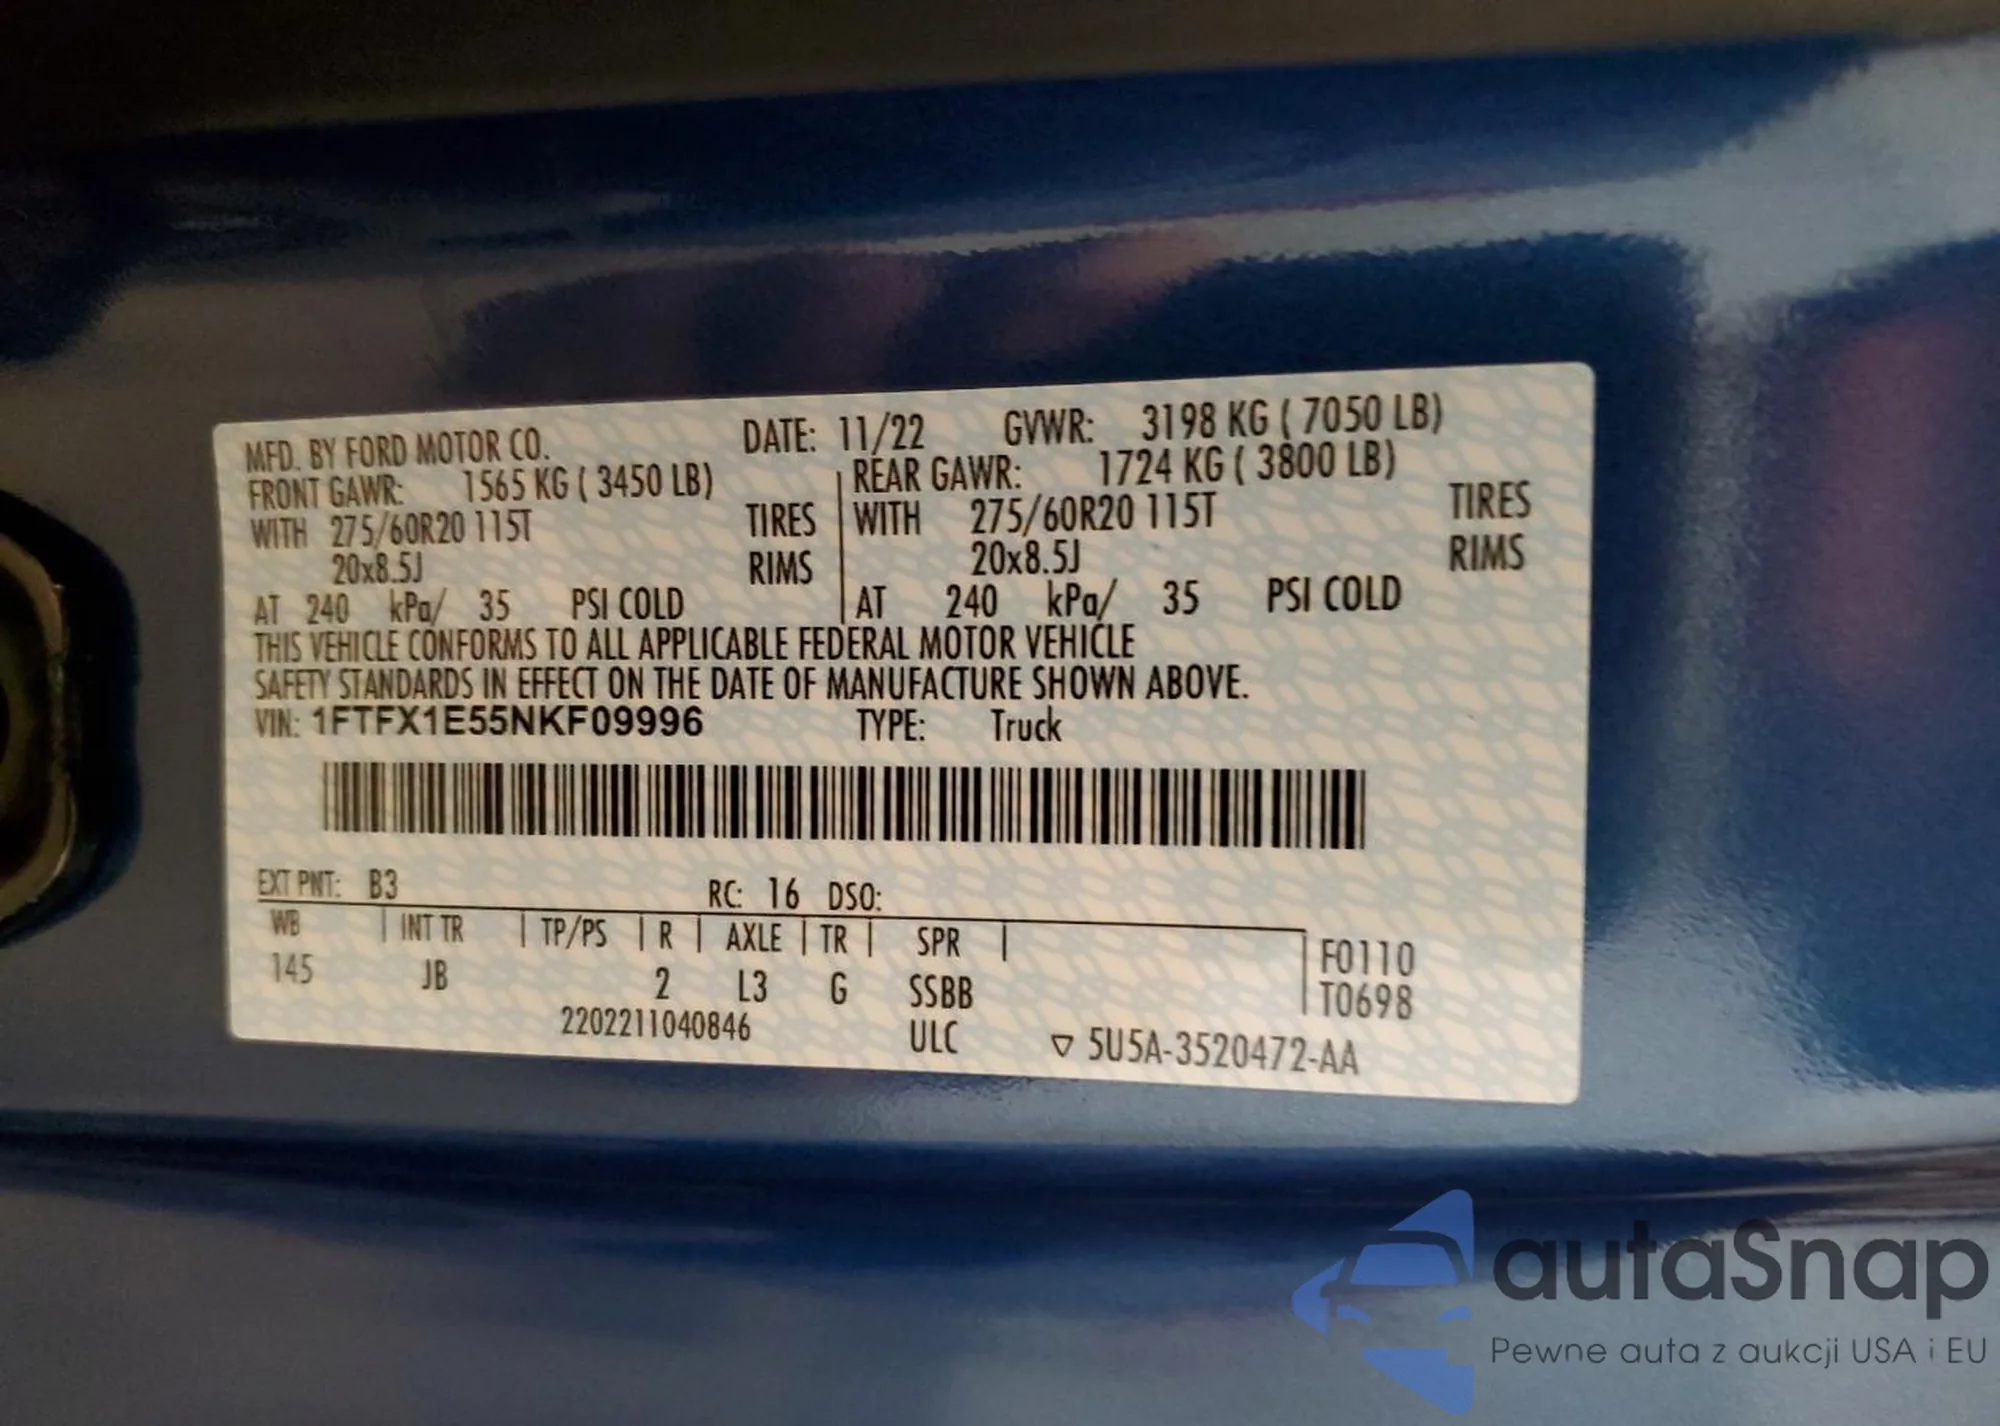 MFD. BY FORD MOTOR CO. DATE: 11/22 GVWR: 3198 KG ( 7050 LB)
FRONT GAWR: 1565 KG ( 3450 LB) REAR GAWR: 1724 KG ( 3800 LB)
WITH 275/60R20 115T TIRES WITH 275/60R20 115T TIRES
20x8.5J RIMS 20x8.5J RIMS
AT 240 kPa/ 35 PSI COLD AT 240 kPa/ 35 PSI COLD
THIS VEHICLE CONFORMS TO ALL APPLICABLE FEDERAL MOTOR VEHICLE
SAFETY STANDARDS IN EFFECT ON THE DATE OF MANUFACTURE SHOWN ABOVE.
VIN: 1FTFX1E55NKF09996 TYPE: Truck
EXT PNT: B3 RC: 16 DSO:
WB | INT TR | TP/PS | R | AXLE | TR | SPR | F0110
145 JB 2 L3 G SSBB T0698
2202211040846 ULC ▽ 5U5A-3520472-AA
autaSnap
Pewne auta z aukcji USA i EU